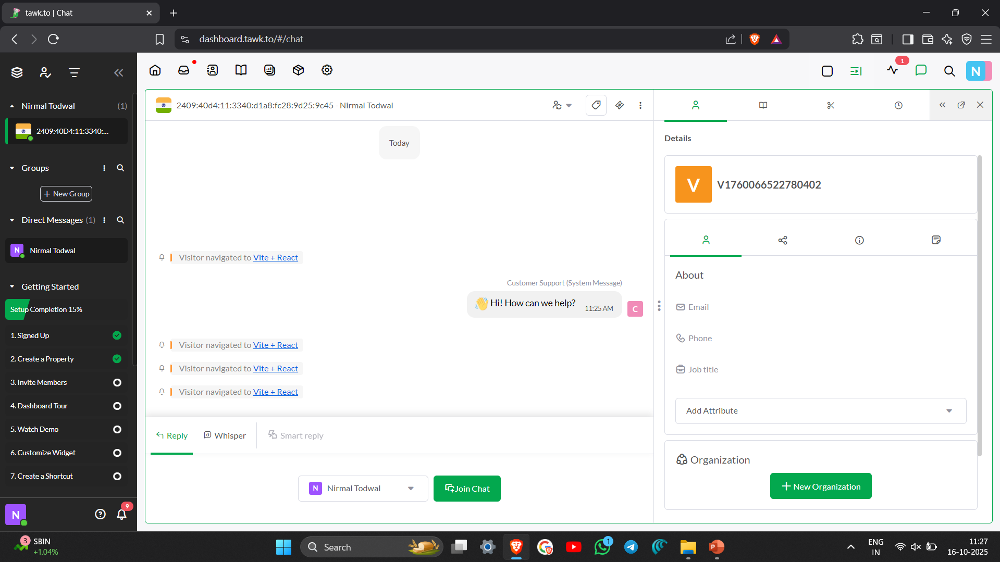 tawk.to | Chat
dashboard.tawk.to/#/chat
1
N
Nirmal Todwal (1)
2409:40D4:11:3340:...
Groups
New Group
Direct Messages (1)
N Nirmal Todwal
Getting Started
Setup Completion 15%
1. Signed Up
2. Create a Property
3. Invite Members
4. Dashboard Tour
5. Watch Demo
6. Customize Widget
7. Create a Shortcut
N
9
2409:40d4:11:3340:d1a8:fc28:9d25:9c45 - Nirmal Todwal
Today
Visitor navigated to Vite + React
Customer Support (System Message)
👋 Hi! How can we help? 11:25 AM
C
Visitor navigated to Vite + React
Visitor navigated to Vite + React
Visitor navigated to Vite + React
Reply Whisper Smart reply
N Nirmal Todwal
Join Chat
Details
V V1760066522780402
About
Email
Phone
Job title
Add Attribute
Organization
New Organization
3 SBIN
+1.04%
Search
1
P
ENG
IN
11:27
16-10-2025